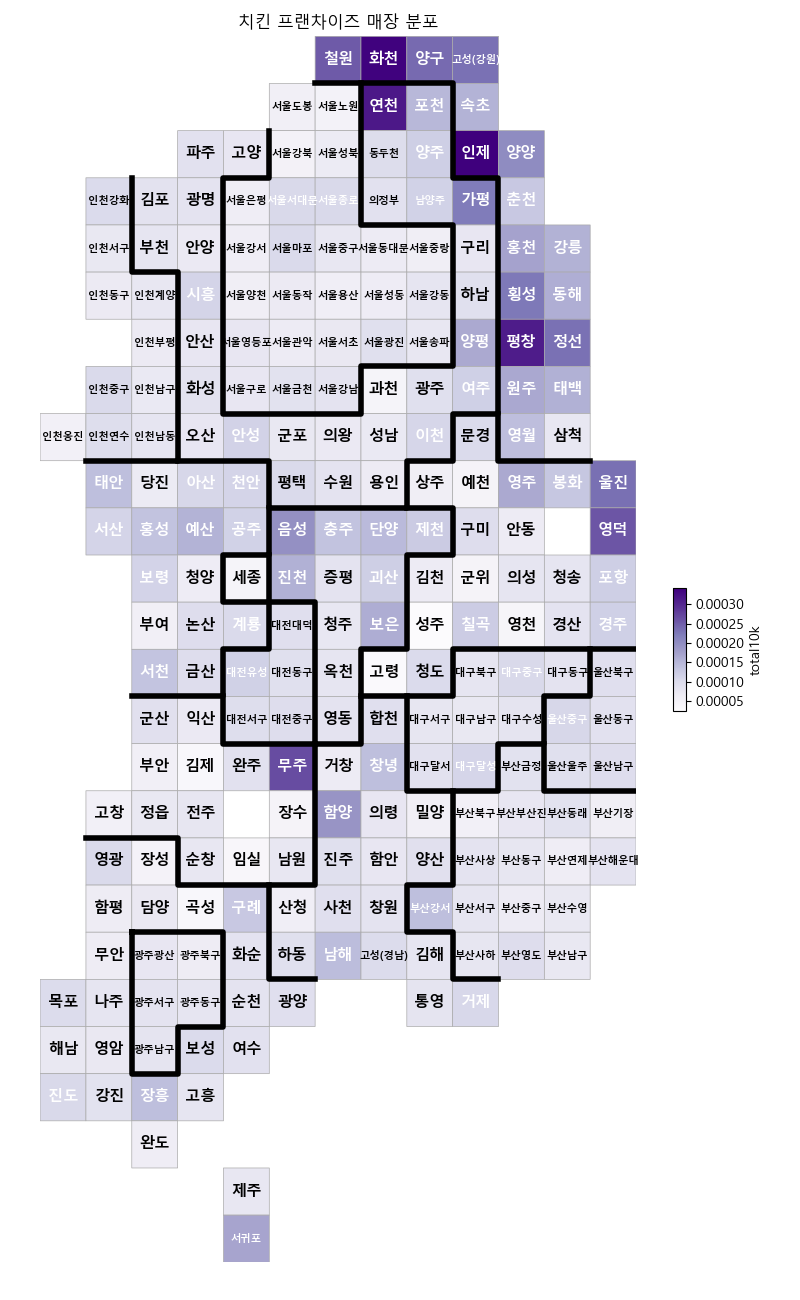 치킨 프랜차이즈 매장 분포
철원 화천 양구 고성(강원)
서울도봉 서울노원 연천 포천 속초
파주 고양 서울강북 서울성북 동두천 양주 인제 양양
인천강화 김포 광명 서울은평 서울서대문 서울종로 의정부 남양주 가평 춘천
인천서구 부천 안양 서울강서 서울마포 서울중구 서울동대문 서울중랑 구리 홍천 강릉
인천동구 인천계양 시흥 서울양천 서울동작 서울용산 서울성동 서울강동 하남 횡성 동해
인천부평 안산 서울영등포 서울관악 서울서초 서울광진 서울송파 양평 평창 정선
인천중구 인천남구 화성 서울구로 서울금천 서울강남 과천 광주 여주 원주 태백
인천옹진 인천연수 인천남동 오산 안성 군포 의왕 성남 이천 문경 영월 삼척
태안 당진 아산 천안 평택 수원 용인 상주 예천 영주 봉화 울진
서산 홍성 예산 공주 음성 충주 단양 제천 구미 안동 영덕
보령 청양 세종 진천 증평 괴산 김천 군위 의성 청송 포항
부여 논산 계룡 대전대덕 청주 보은 성주 칠곡 영천 경산 경주
서천 금산 대전유성 대전동구 옥천 고령 청도 대구북구 대구중구 대구동구 울산북구
군산 익산 대전서구 대전중구 영동 합천 대구서구 대구남구 대구수성 울산중구 울산동구
부안 김제 완주 무주 거창 창녕 대구달서 대구달성 부산금정 울산울주 울산남구
고창 정읍 전주 장수 함양 의령 밀양 부산북구 부산부산진 부산동래 부산기장
영광 장성 순창 임실 남원 진주 함안 양산 부산사상 부산동구 부산연제 부산해운대
함평 담양 곡성 구례 산청 사천 창원 부산강서 부산서구 부산중구 부산수영
무안 광주광산 광주북구 화순 하동 남해 고성(경남) 김해 부산사하 부산영도 부산남구
목포 나주 광주서구 광주동구 순천 광양 통영 거제
해남 영암 광주남구 보성 여수
진도 강진 장흥 고흥
완도
제주
서귀포
0.00030
0.00025
0.00020
0.00015
0.00010
0.00005
total10k